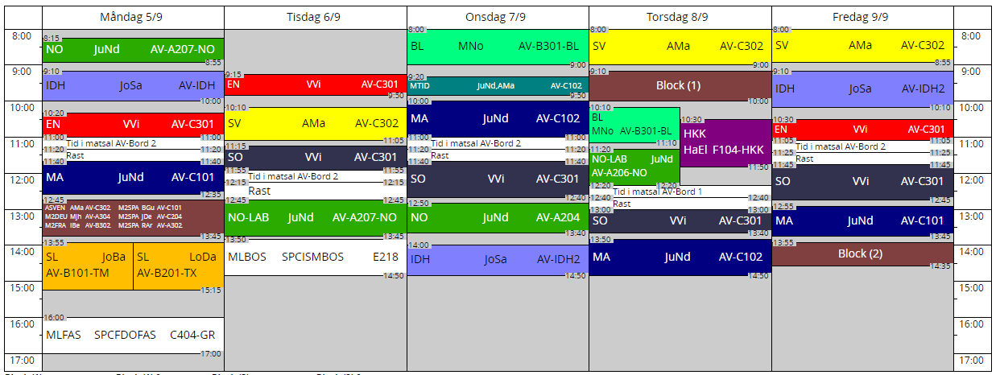 Måndag 5/9 Tisdag 6/9 Onsdag 7/9 Torsdag 8/9 Fredag 9/9
8:00
9:00
10:00
11:00
12:00
13:00
14:00
15:00
16:00
17:00
8:15
NO JuNd AV-A207-NO
8:55
9:10
IDH JoSa AV-IDH
10:00
10:20
EN VVi AV-C301
11:00 11:00
Tid i matsal AV-Bord 2
11:20 11:20
Rast
11:40 11:40
MA JuNd AV-C101
12:35
12:45
ASVEN AMa AV-C302 M2SPA BGu AV-C101
M2DEU Mjh AV-A304 M2SPA JDe AV-C204
M2FRA IBe AV-B302 M2SPA RAr AV-A302
13:45
13:55
SL JoBa
AV-B101-TM
SL LoDa
AV-B201-TX
15:15
16:00
MLFAS SPCFDOFAS C404-GR
17:00
9:15
EN VVi AV-C301
9:50
10:10
SV AMa AV-C302
11:05
11:15
SO VVi AV-C301
11:55 11:55
Tid i matsal AV-Bord 2
12:15 12:15
Rast
12:45 12:45
NO-LAB JuNd AV-A207-NO
13:45
13:50
MLBOS SPCISMBOS E218
14:50
8:00
BL MNo AV-B301-BL
9:00
9:20
MTID JuNd,AMa AV-C102
9:50
10:00
MA JuNd AV-C102
11:00 11:00
Tid i matsal AV-Bord 2
11:20 11:20
Rast
11:40 11:40
SO VVi AV-C301
12:40
12:50
NO JuNd AV-A204
13:40
14:00
IDH JoSa AV-IDH2
14:50
8:00
SV AMa AV-C302
9:00
9:10
Block (1)
10:00
10:10
BL
MNo AV-B301-BL
11:10
10:30
HKK
HaEl F104-HKK
11:50
11:20
NO-LAB JuNd
AV-A206-NO
12:20 12:20
Tid i matsal AV-Bord 1
12:40 12:40
Rast
13:00 13:00
SO VVi AV-C301
13:40
13:50
MA JuNd AV-C102
14:50
8:00
SV AMa AV-C302
8:55
9:10
IDH JoSa AV-IDH2
10:10
10:30
EN VVi AV-C301
11:05 11:05
Tid i matsal AV-Bord 2
11:25 11:25
Rast
11:45 11:45
SO VVi AV-C301
12:45
12:55
MA JuNd AV-C101
13:45
13:55
Block (2)
14:35
8:00
9:00
10:00
11:00
12:00
13:00
14:00
15:00
16:00
17:00